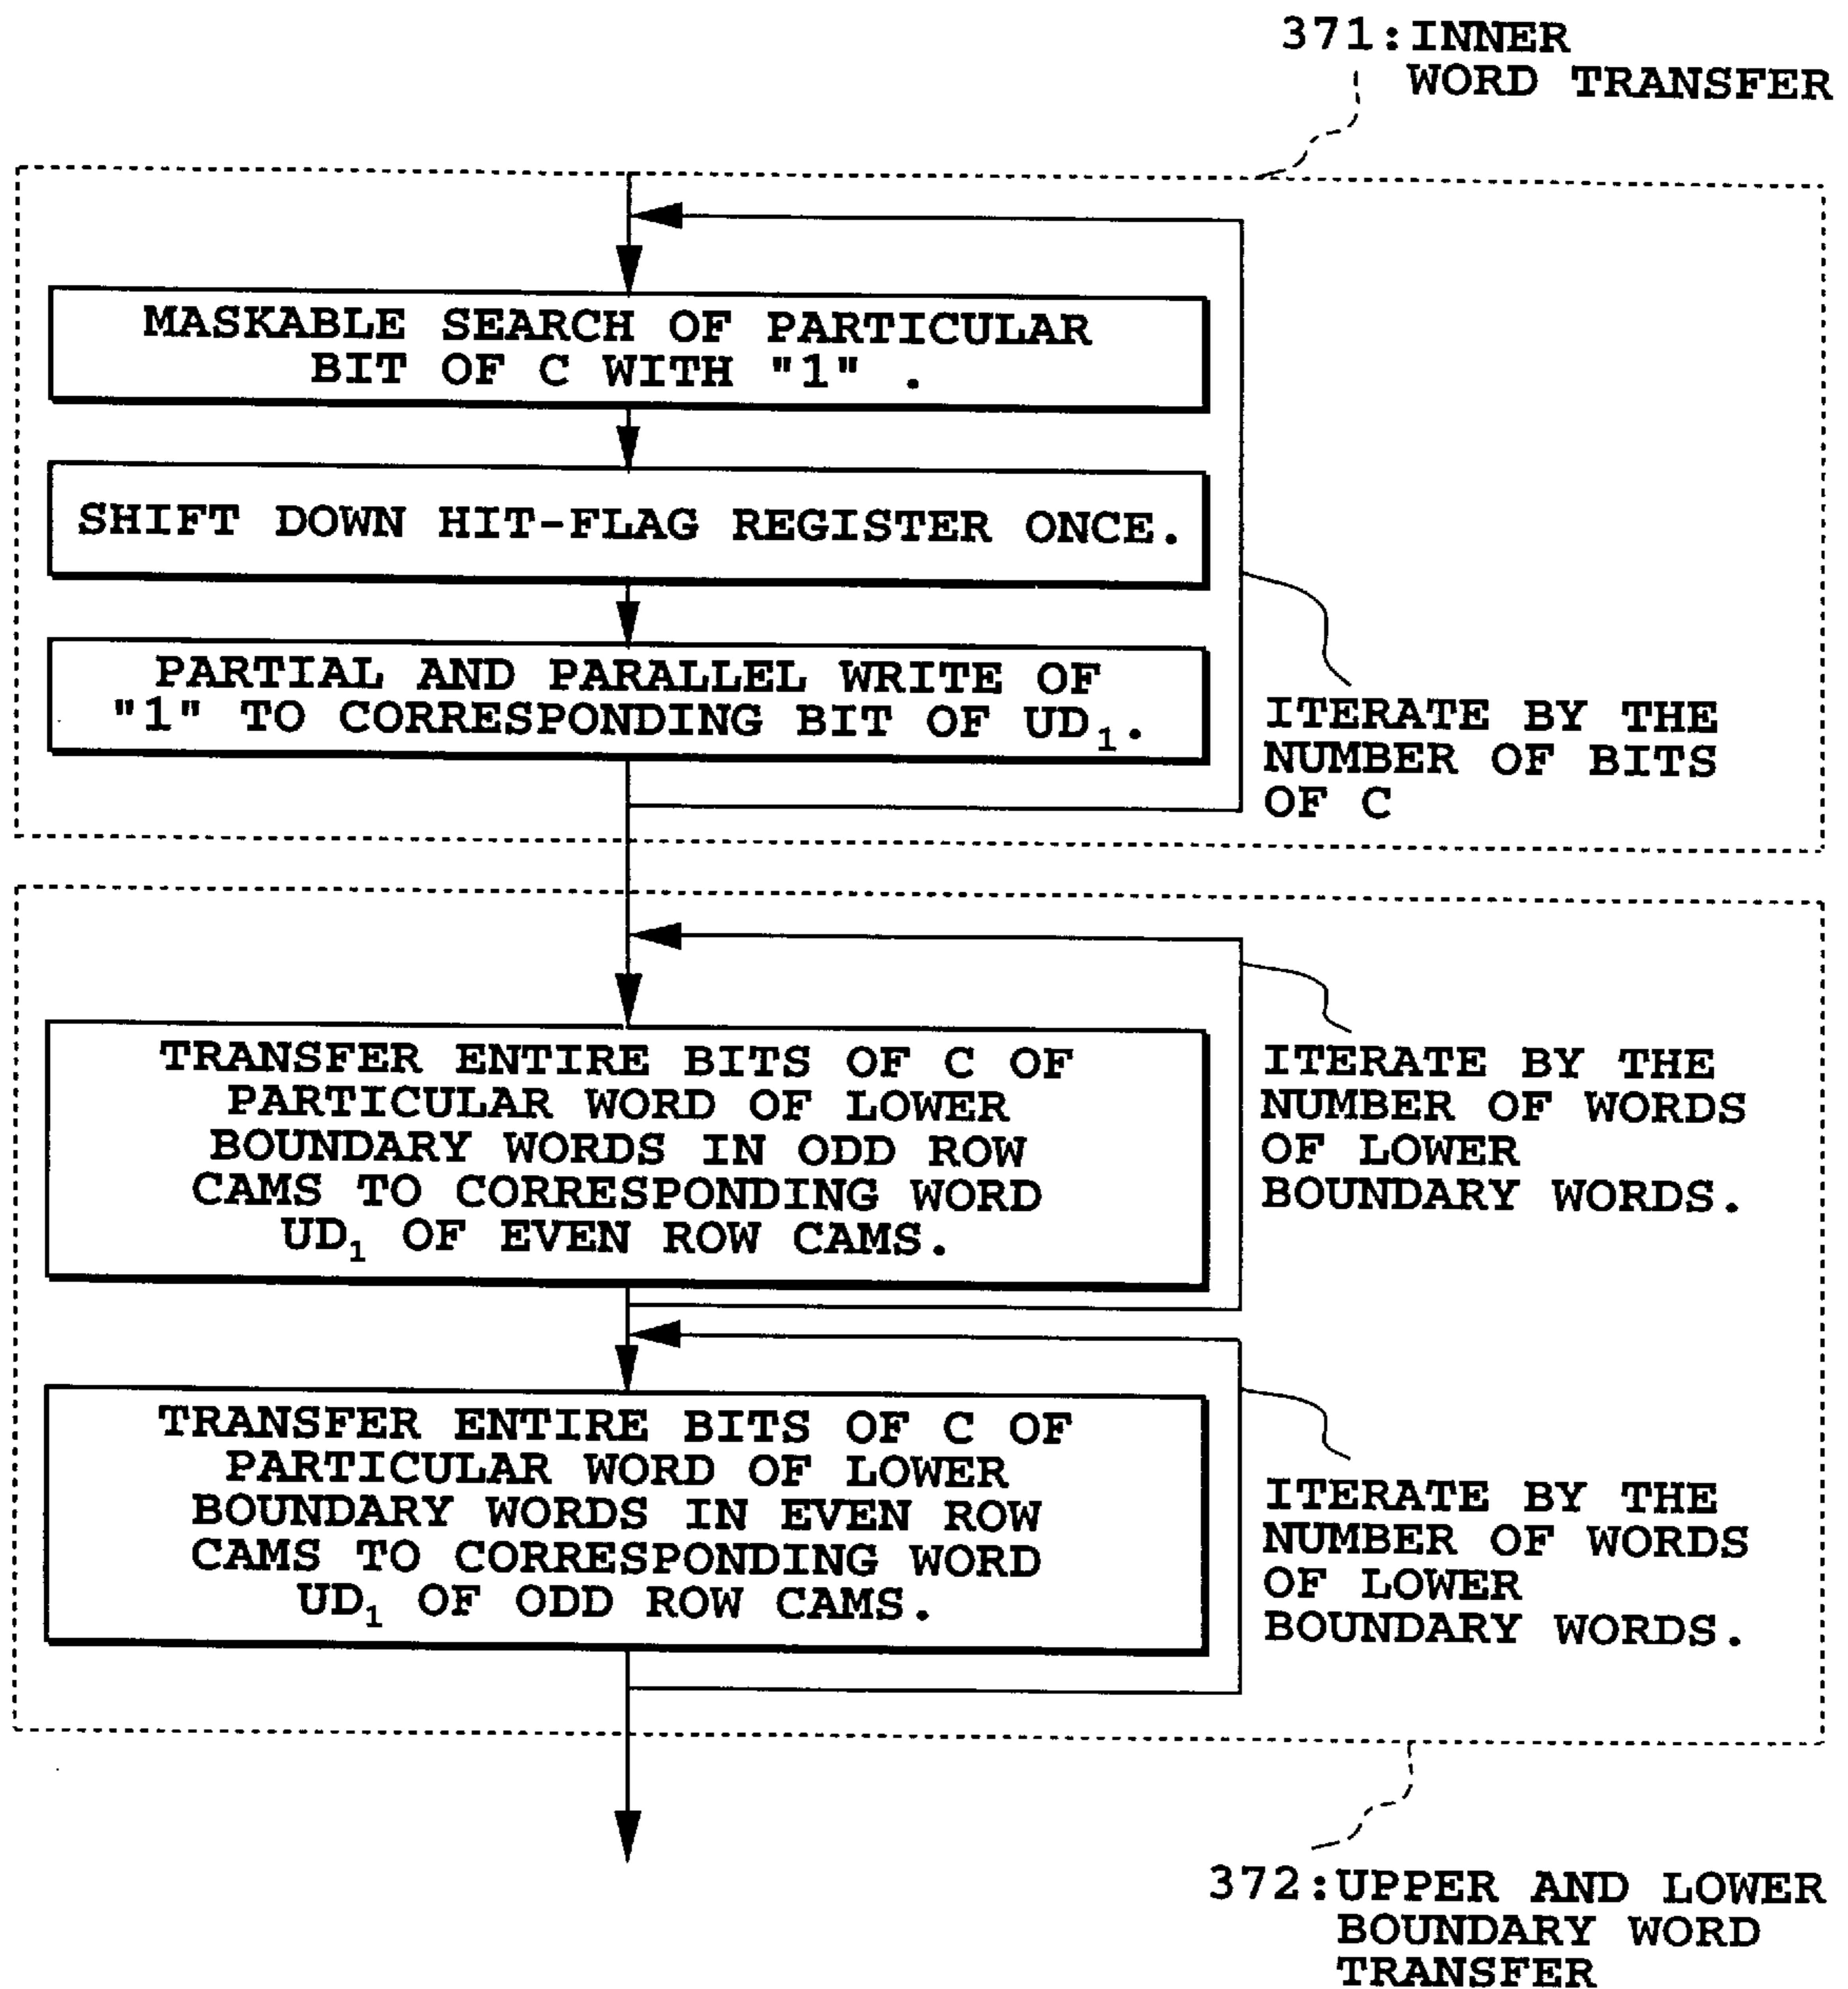 371:INNER
WORD TRANSFER
MASKABLE SEARCH OF PARTICULAR
BIT OF C WITH "1" .
SHIFT DOWN HIT-FLAG REGISTER ONCE.
PARTIAL AND PARALLEL WRITE OF
"1" TO CORRESPONDING BIT OF UD₁.
ITERATE BY THE
NUMBER OF BITS
OF C
TRANSFER ENTIRE BITS OF C OF
PARTICULAR WORD OF LOWER
BOUNDARY WORDS IN ODD ROW
CAMS TO CORRESPONDING WORD
UD₁ OF EVEN ROW CAMS.
ITERATE BY THE
NUMBER OF WORDS
OF LOWER
BOUNDARY WORDS.
TRANSFER ENTIRE BITS OF C OF
PARTICULAR WORD OF LOWER
BOUNDARY WORDS IN EVEN ROW
CAMS TO CORRESPONDING WORD
UD₁ OF ODD ROW CAMS.
ITERATE BY THE
NUMBER OF WORDS
OF LOWER
BOUNDARY WORDS.
372:UPPER AND LOWER
BOUNDARY WORD
TRANSFER